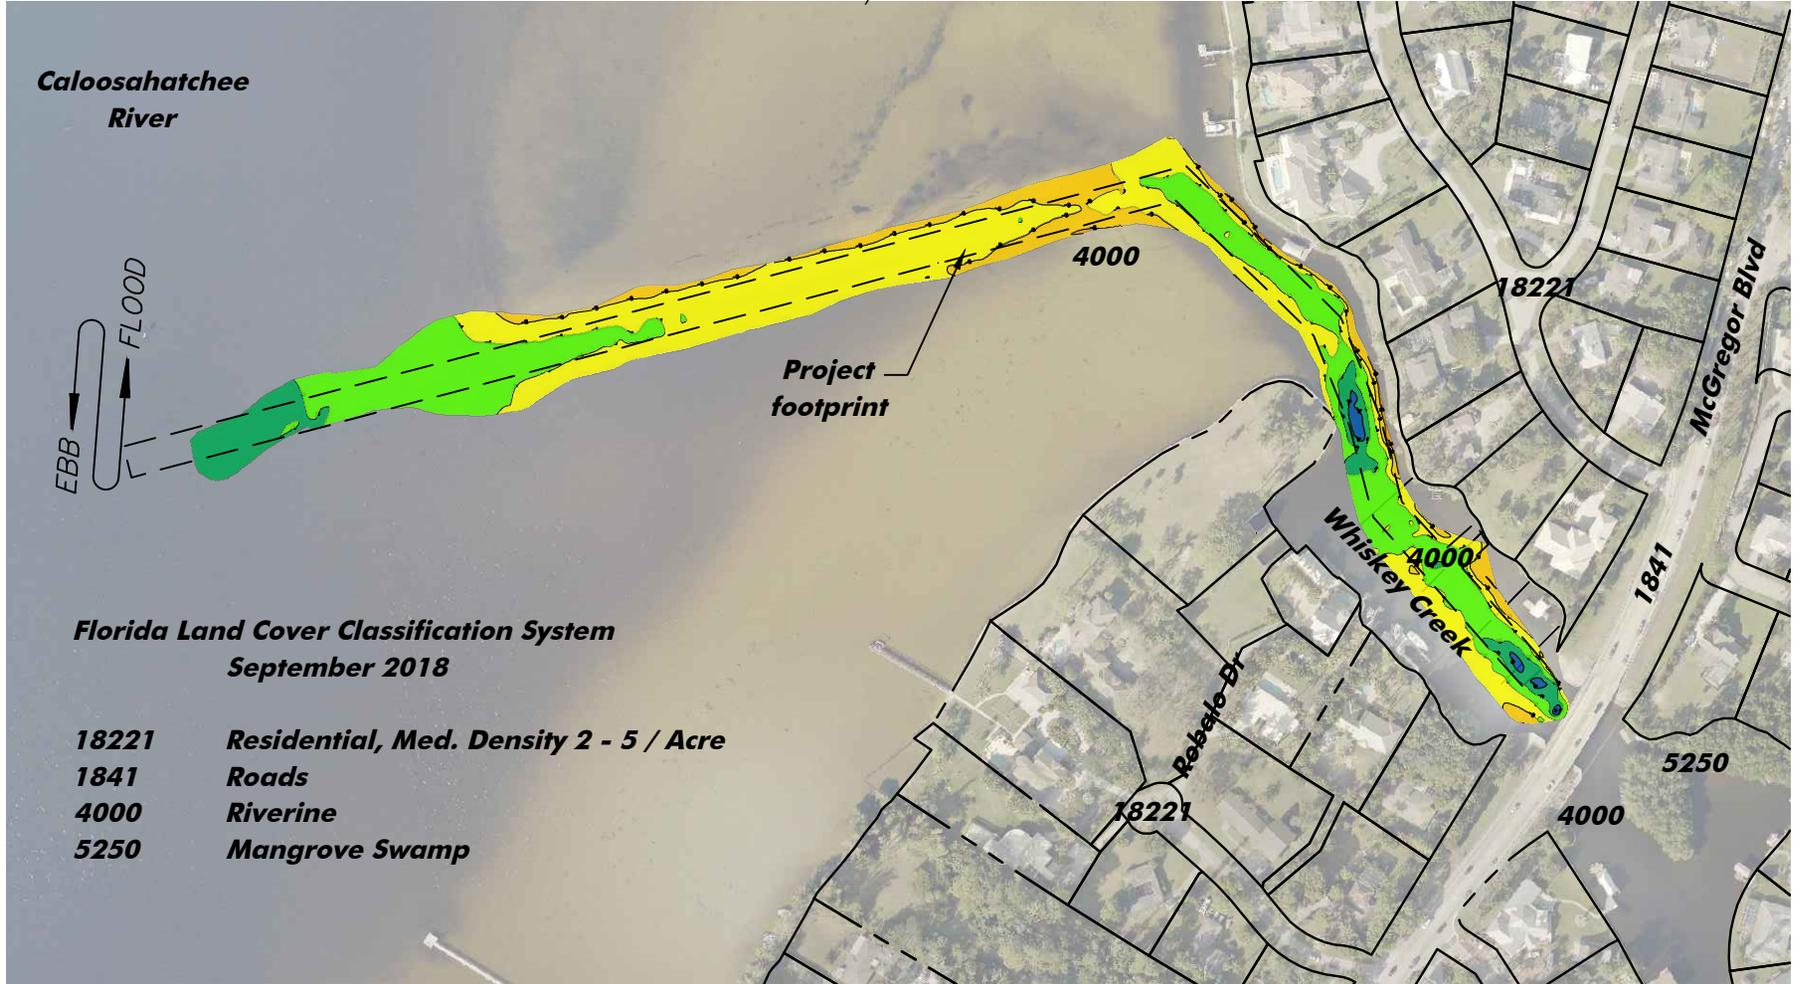 Caloosahatchee
River
FLOOD
EBB
4000
18221
McGregor Blvd
Project
footprint
Whiskey Creek
4000
1841
Florida Land Cover Classification System
September 2018
18221 Residential, Med. Density 2 - 5 / Acre
1841 Roads
4000 Riverine
5250 Mangrove Swamp
Rebalo Dr
18221
5250
4000